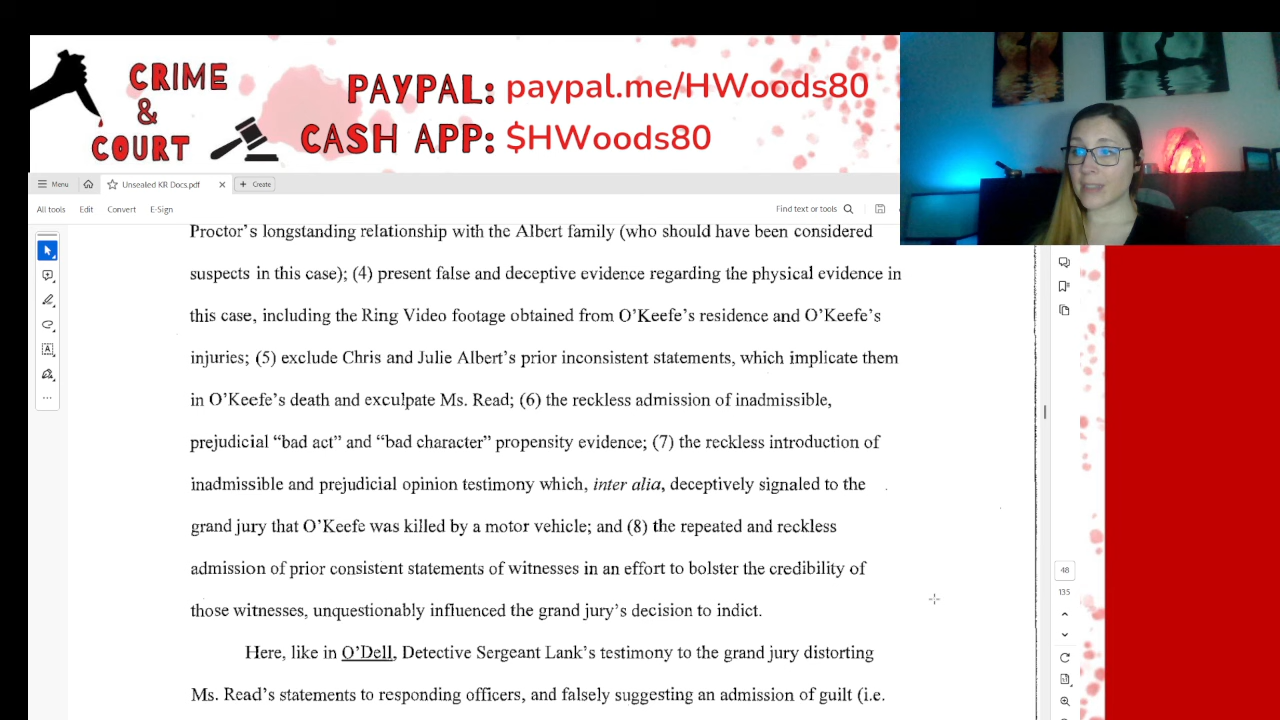 CRIME
&
COURT
PAYPAL: paypal.me/HWoods80
CASH APP: $HWoods80
Menu
Unsealed KR Docs.pdf
Create
All tools Edit Convert E-Sign
Find text or tools
Proctor's longstanding relationship with the Albert family (who should have been considered
suspects in this case); (4) present false and deceptive evidence regarding the physical evidence in
this case, including the Ring Video footage obtained from O'Keefe's residence and O'Keefe's
injuries; (5) exclude Chris and Julie Albert's prior inconsistent statements, which implicate them
in O'Keefe's death and exculpate Ms. Read; (6) the reckless admission of inadmissible,
prejudicial "bad act" and "bad character" propensity evidence; (7) the reckless introduction of
inadmissible and prejudicial opinion testimony which, inter alia, deceptively signaled to the
grand jury that O'Keefe was killed by a motor vehicle; and (8) the repeated and reckless
admission of prior consistent statements of witnesses in an effort to bolster the credibility of
those witnesses, unquestionably influenced the grand jury's decision to indict.
Here, like in O'Dell, Detective Sergeant Lank's testimony to the grand jury distorting
Ms. Read's statements to responding officers, and falsely suggesting an admission of guilt (i.e.
48
135